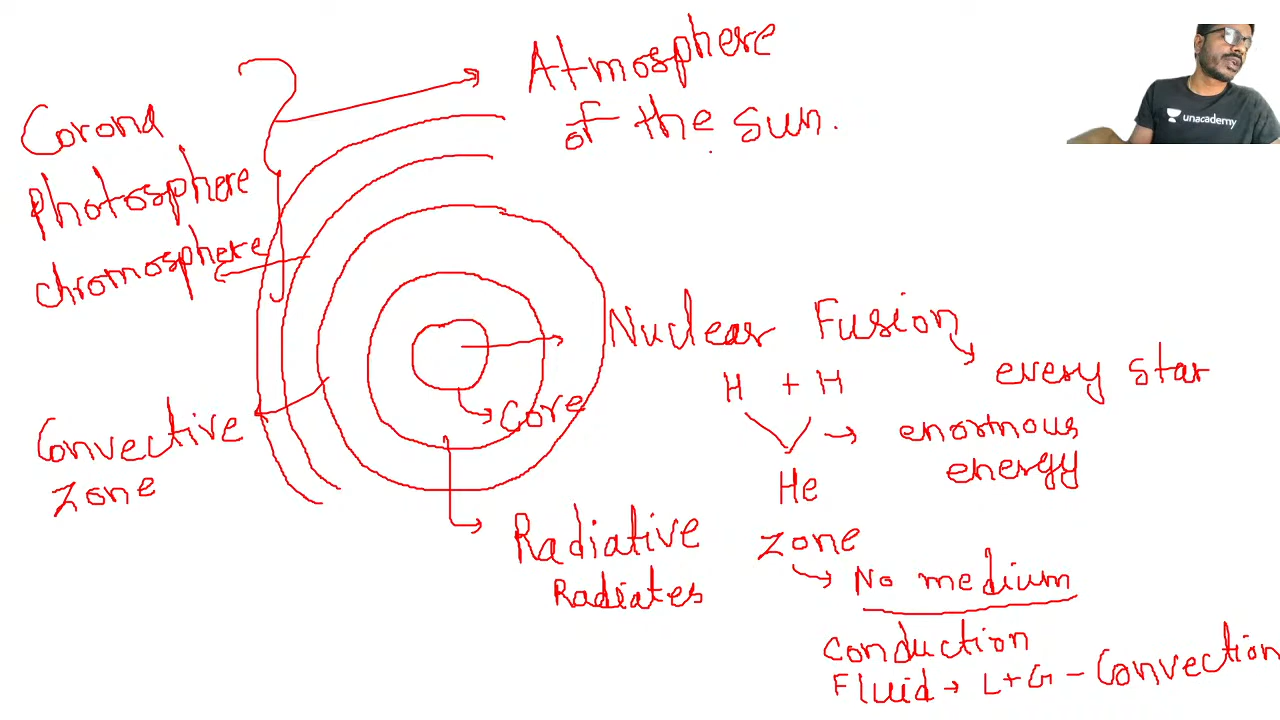 Atmosphere
of the sun.
Corona
Photosphere
chromosphere
unacademy
Nuclear Fusion
every star
H + H
enormous
energy
He
Core
Convective
zone
Radiative zone
Radiates
No medium
Conduction
Fluid → L+G - Convection